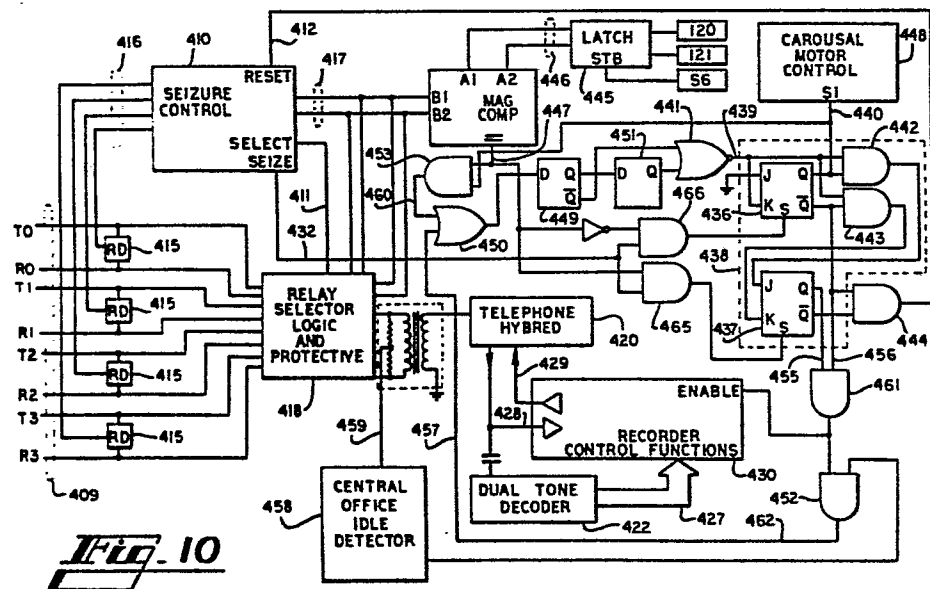 416
410
412
417
SEIZURE
CONTROL
RESET
SELECT
SEIZE
A1 A2
B1
B2
MAG
COMP
=
446
447
LATCH
STB
445
120
121
S6
CAROUSAL
MOTOR
CONTROL
S1
448
440
442
441
439
451
453
460
450
D Q
Q
449
D
Q
466
465
J Q
K Q
S
436
443
438
J Q
K Q
S
437
444
455
456
461
411
432
T0
R0
T1
R1
T2
R2
T3
R3
RD 415
RD 415
RD 415
RD 415
409
RELAY
SELECTOR
LOGIC
AND
PROTECTIVE
418
TELEPHONE
HYBRED
420
429
428
ENABLE
RECORDER
CONTROL FUNCTIONS
430
459
457
458
CENTRAL
OFFICE
IDLE
DETECTOR
DUAL TONE
DECODER
422
427
462
452
Fig. 10